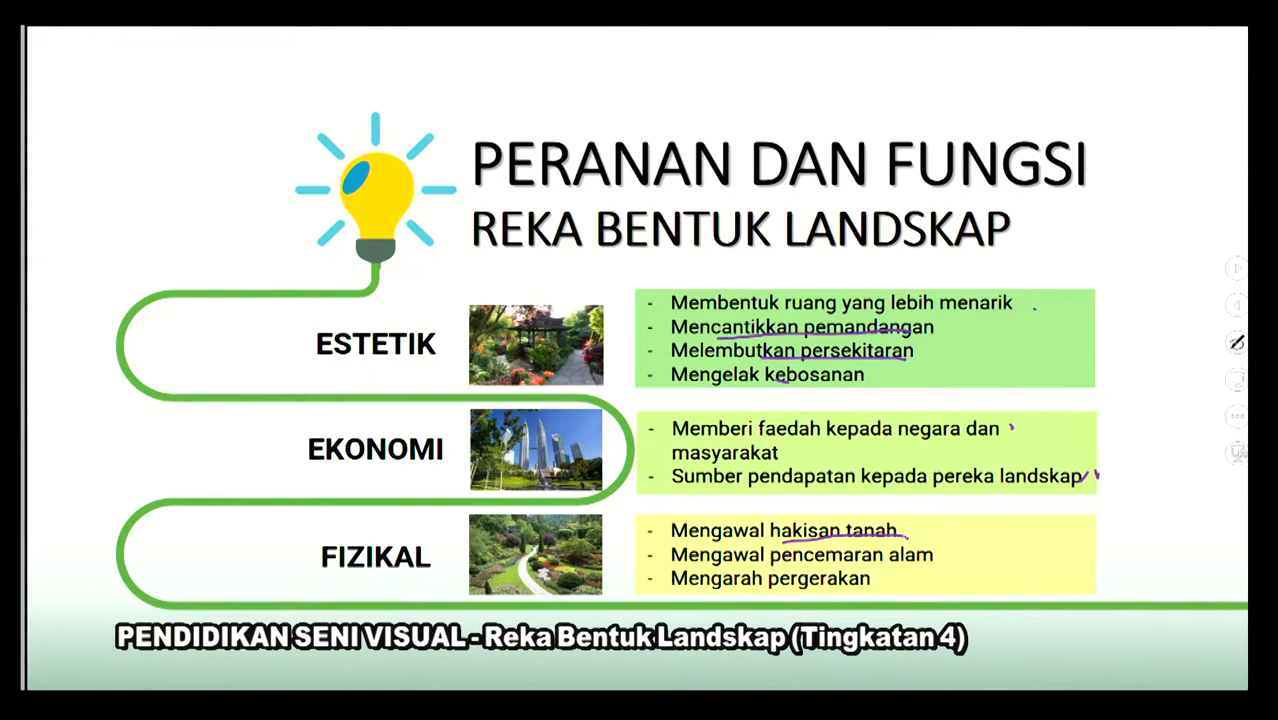 PERANAN DAN FUNGSI
REKA BENTUK LANDSKAP
ESTETIK
- Membentuk ruang yang lebih menarik
- Mencantikkan pemandangan
- Melembutkan persekitaran
- Mengelak kebosanan
EKONOMI
- Memberi faedah kepada negara dan
masyarakat
- Sumber pendapatan kepada pereka landskap
FIZIKAL
- Mengawal hakisan tanah
- Mengawal pencemaran alam
- Mengarah pergerakan
PENDIDIKAN SENI VISUAL - Reka Bentuk Landskap (Tingkatan 4)